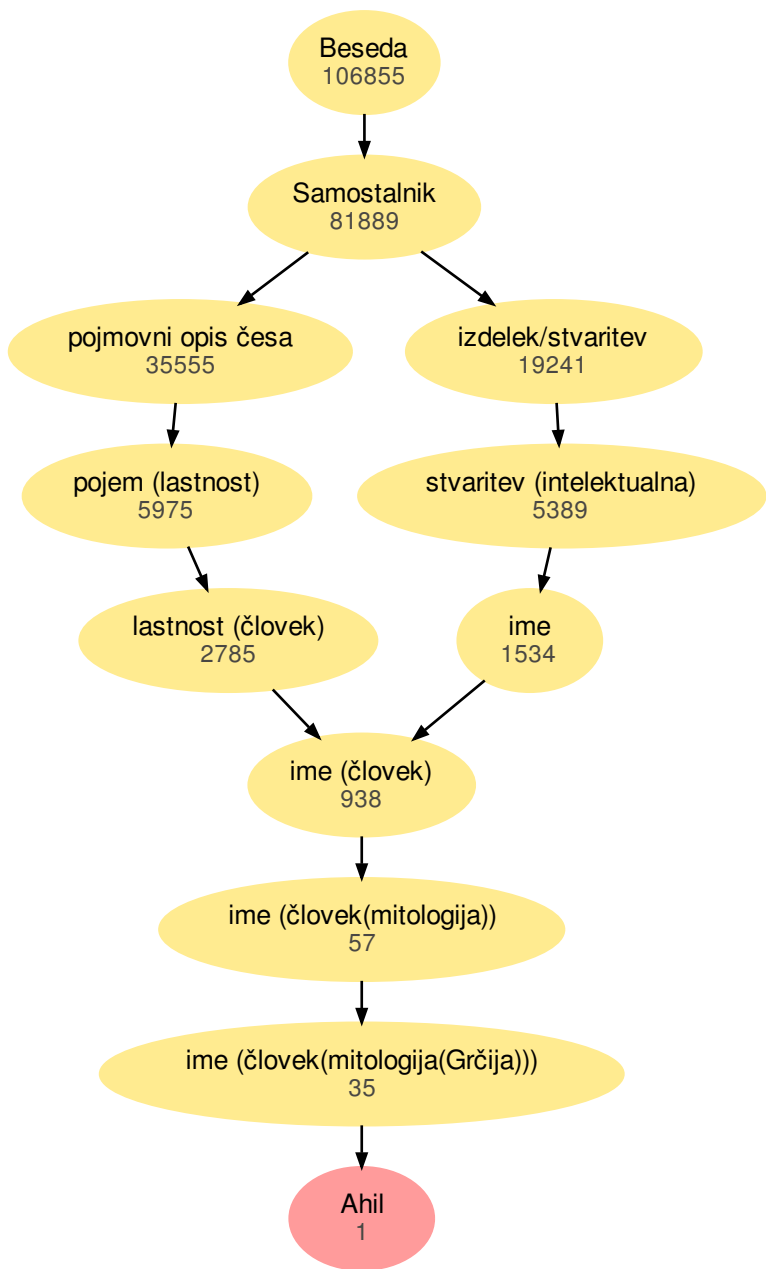 Beseda
106855
Samostalnik
81889
pojmovni opis česa
35555
izdelek/stvaritev
19241
pojem (lastnost)
5975
stvaritev (intelektualna)
5389
lastnost (človek)
2785
ime
1534
ime (človek)
938
ime (človek(mitologija))
57
ime (človek(mitologija(Grčija)))
35
Ahil
1